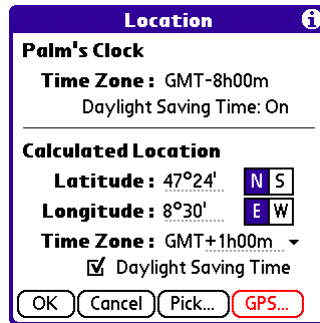 Location
Palm's Clock
Time Zone: GMT-8h00m
Daylight Saving Time: On
Calculated Location
Latitude: 47°24' N S
Longitude: 8°30' E W
Time Zone: GMT+1h00m
Daylight Saving Time
OK Cancel Pick... GPS...